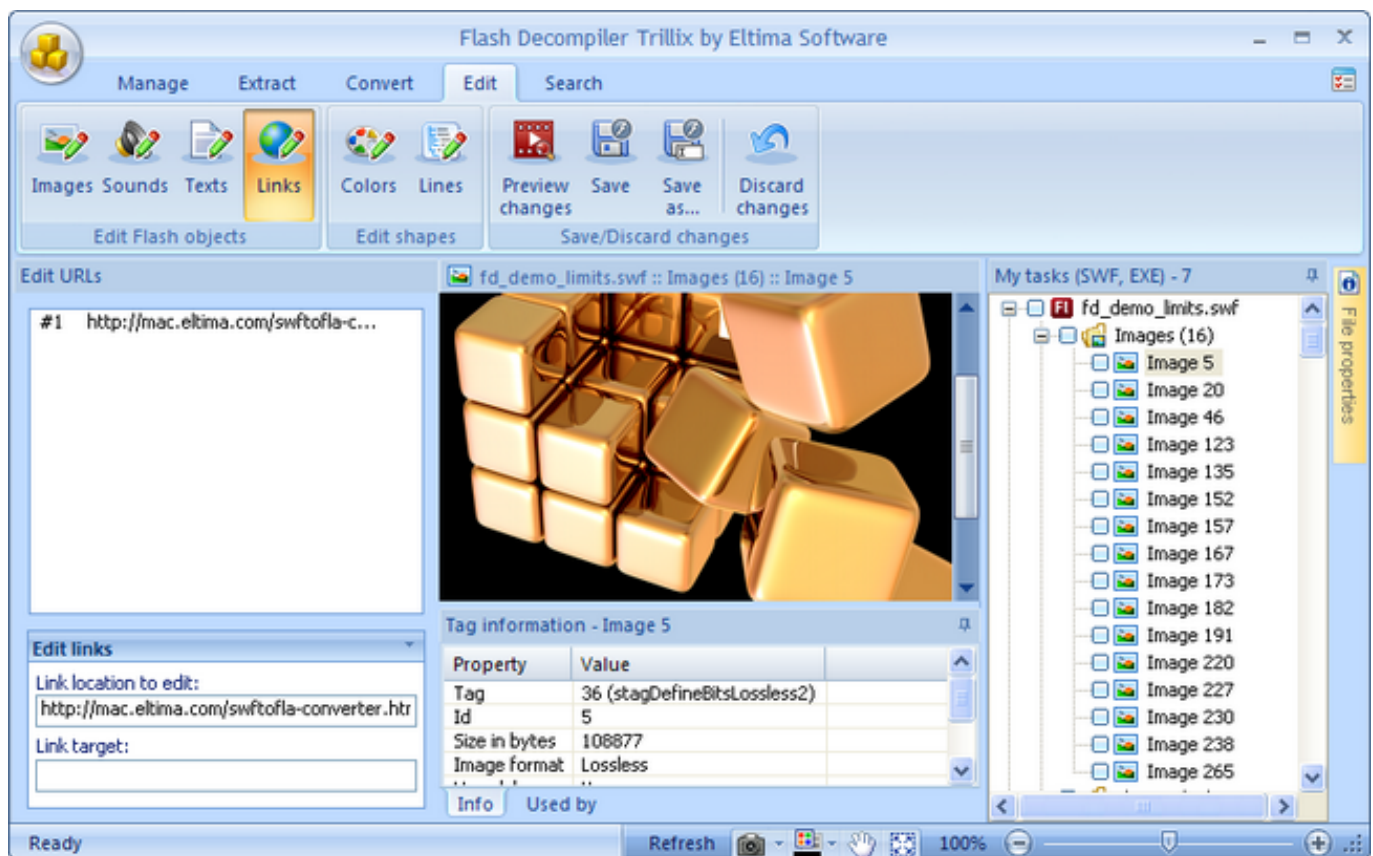 Flash Decompiler Trillix by Eltima Software
Manage Extract Convert Edit Search
Images Sounds Texts Links Colors Lines Preview changes Save Save as... Discard changes
Edit Flash objects Edit shapes Save/Discard changes
Edit URLs
#1 http://mac.eltima.com/swftofla-c...
Edit links
Link location to edit:
http://mac.eltima.com/swftofla-converter.htr
Link target:
fd_demo_limits.swf :: Images (16) :: Image 5
Tag information - Image 5
Property Value
Tag 36 (stagDefineBitsLossless2)
Id 5
Size in bytes 108877
Image format Lossless
Info Used by
My tasks (SWF, EXE) - 7
fd_demo_limits.swf
Images (16)
Image 5
Image 20
Image 46
Image 123
Image 135
Image 152
Image 157
Image 167
Image 173
Image 182
Image 191
Image 220
Image 227
Image 230
Image 238
Image 265
File properties
Ready Refresh 100%